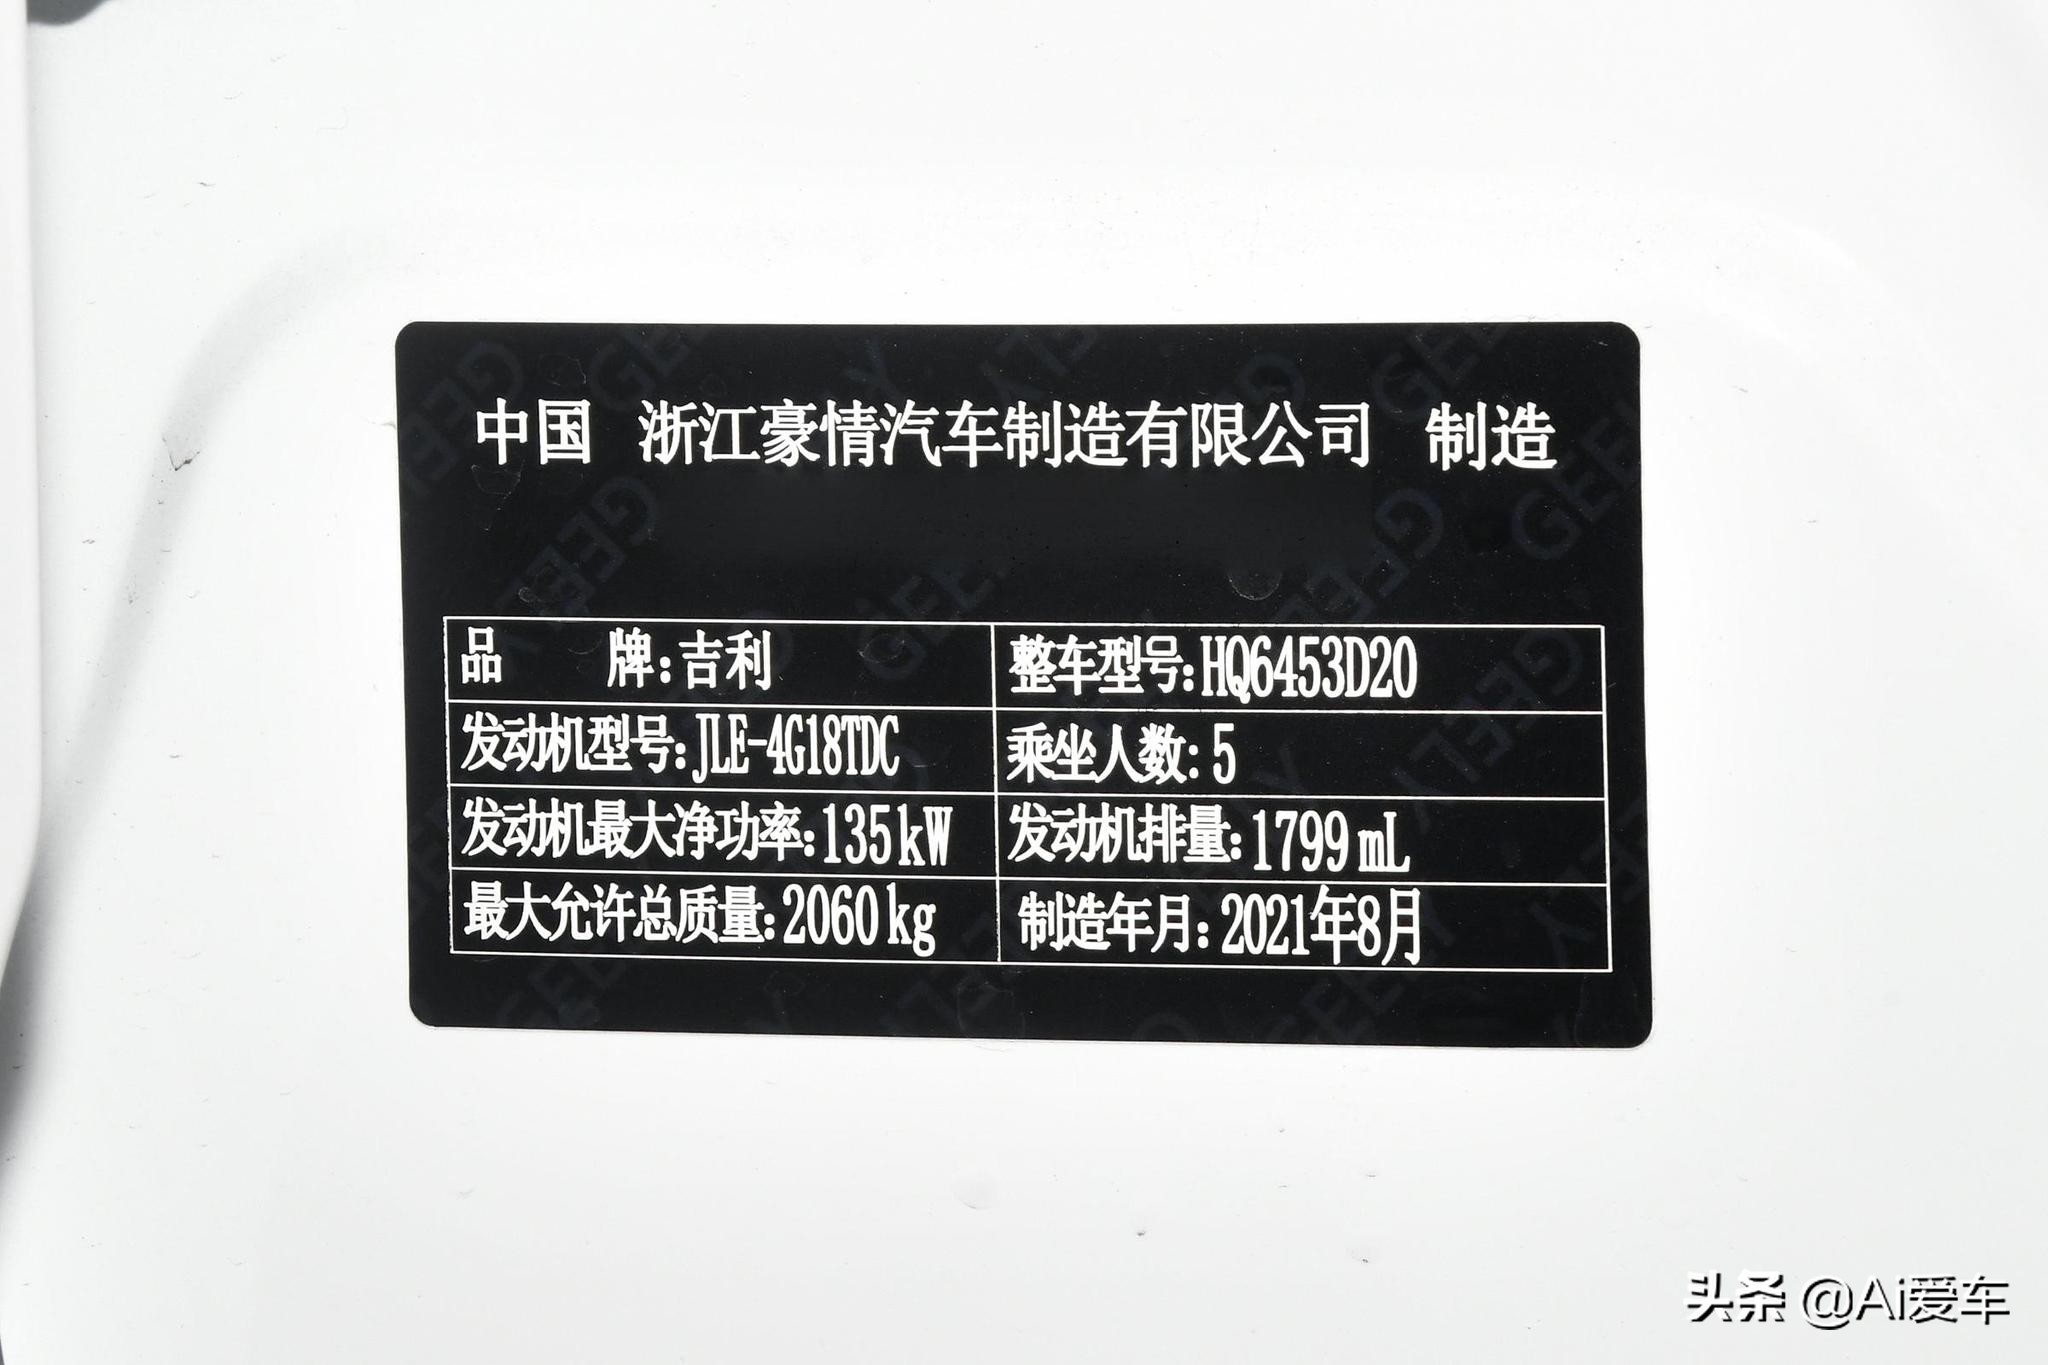 中国 浙江豪情汽车制造有限公司 制造
品 牌:吉利 整车型号:HQ6453D20
发动机型号:JLE-4G18TDC 乘坐人数:5
发动机最大净功率:135kW 发动机排量:1799mL
最大允许总质量:2060kg 制造年月:2021年8月
头条 @Ai爱车